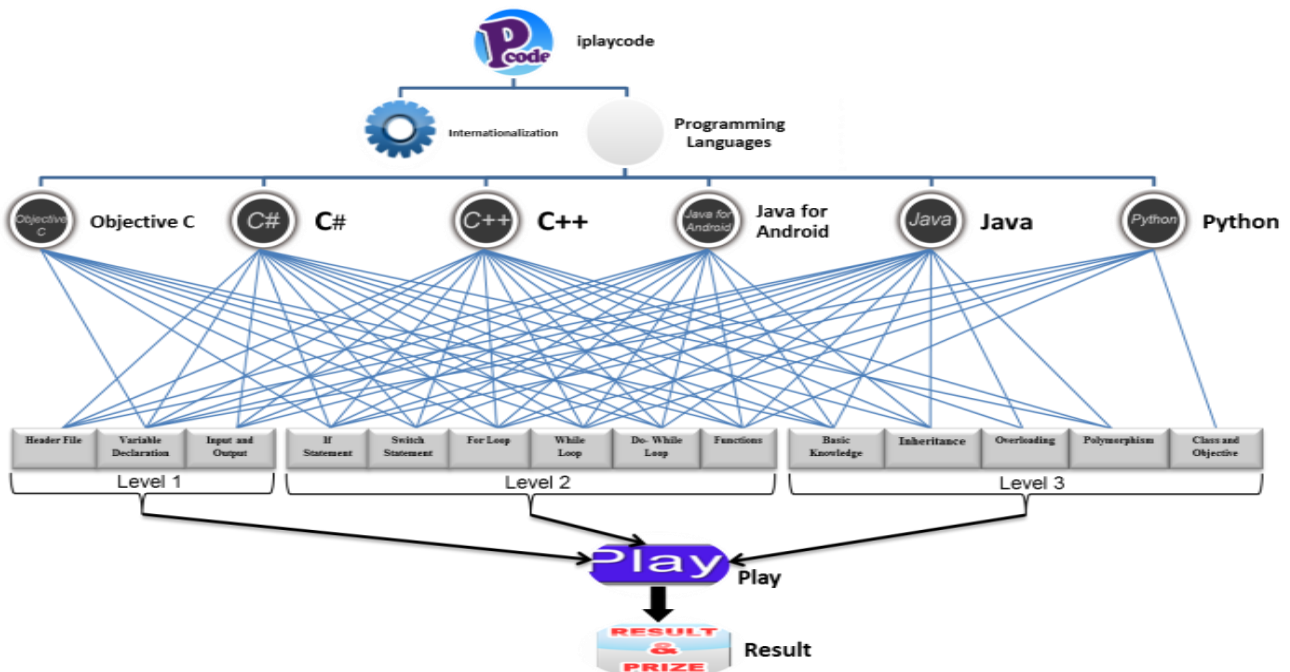 Pcode
iplaycode
Internationalization
Programming
Languages
Objective
C
Objective C
C#
C#
C++
C++
Java for
Android
Java for
Android
Java
Java
Python
Python
Header File
Variable
Declaration
Input and
Output
If
Statement
Switch
Statement
For Loop
While
Loop
Do- While
Loop
Functions
Basic
Knowledge
Inheritance
Overloading
Polymorphism
Class and
Objective
Level 1
Level 2
Level 3
Play
Play
RESULT
&
PRIZE
Result